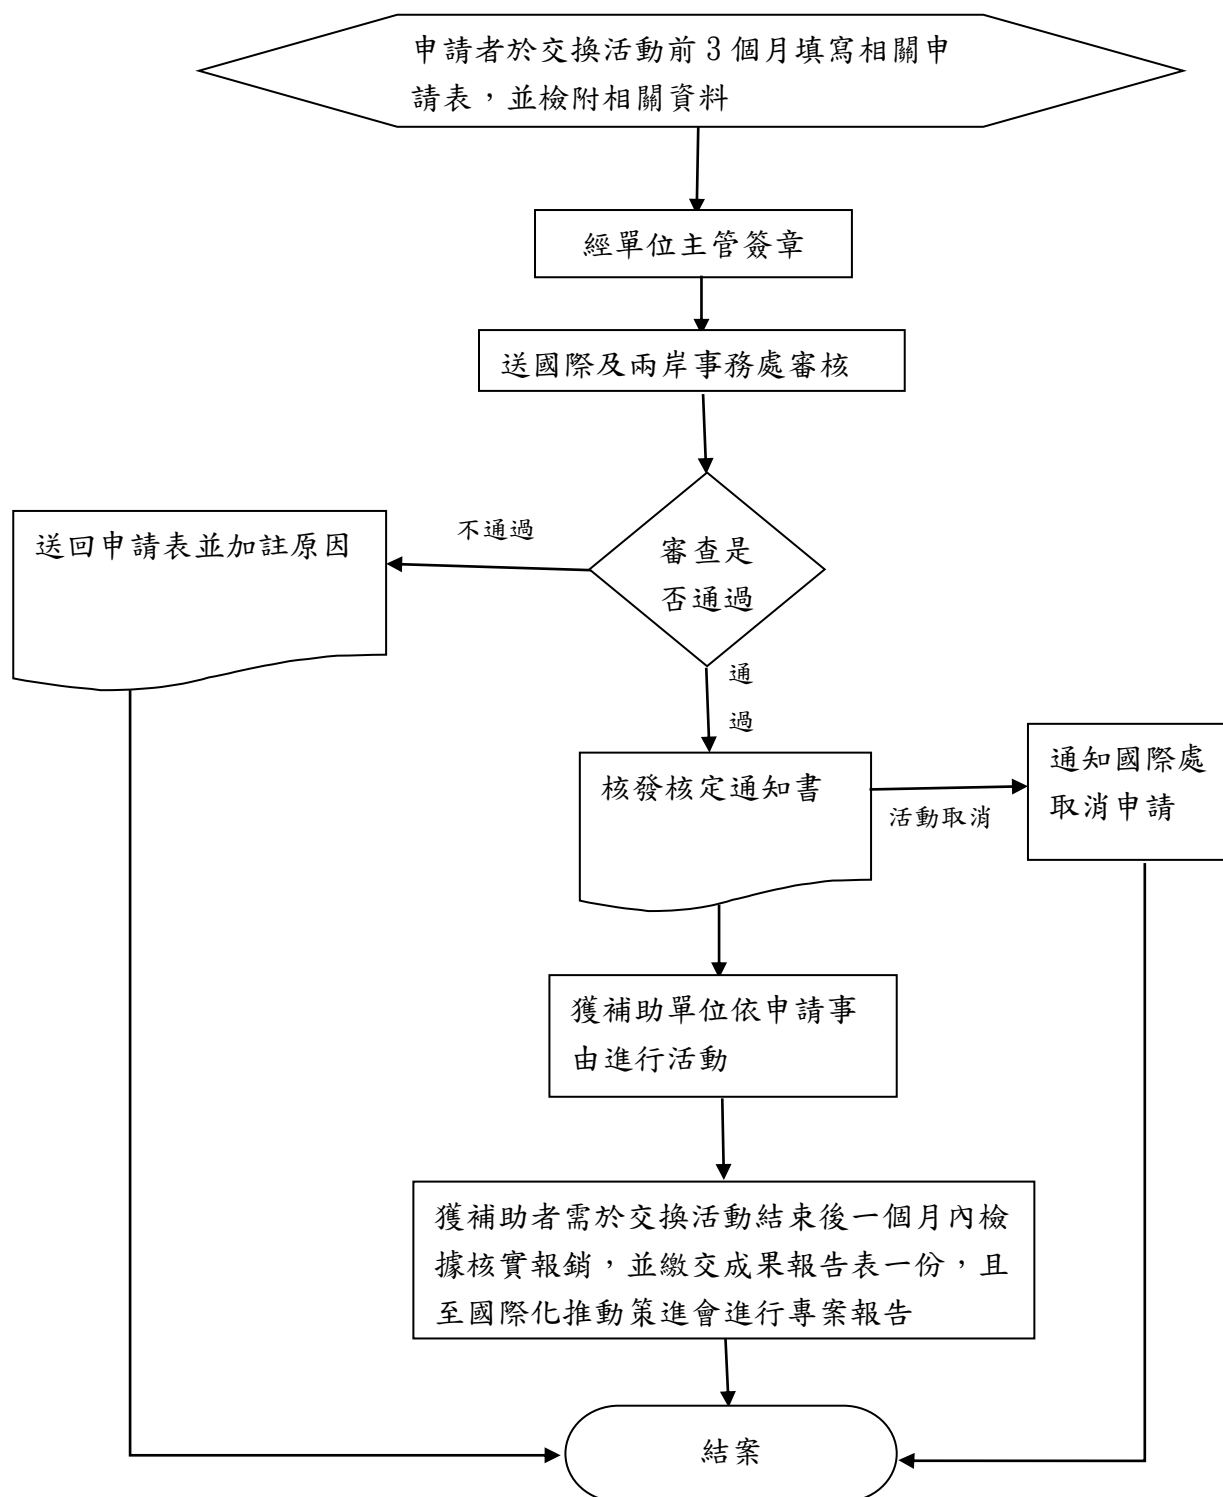 申請者於交換活動前 3 個月填寫相關申
請表，並檢附相關資料
經單位主管簽章
送國際及兩岸事務處審核
審查是
否通過
不通過
送回申請表並加註原因
通
過
核發核定通知書
活動取消
通知國際處
取消申請
獲補助單位依申請事
由進行活動
獲補助者需於交換活動結束後一個月內檢
據核實報銷，並繳交成果報告表一份，且
至國際化推動策進會進行專案報告
結案